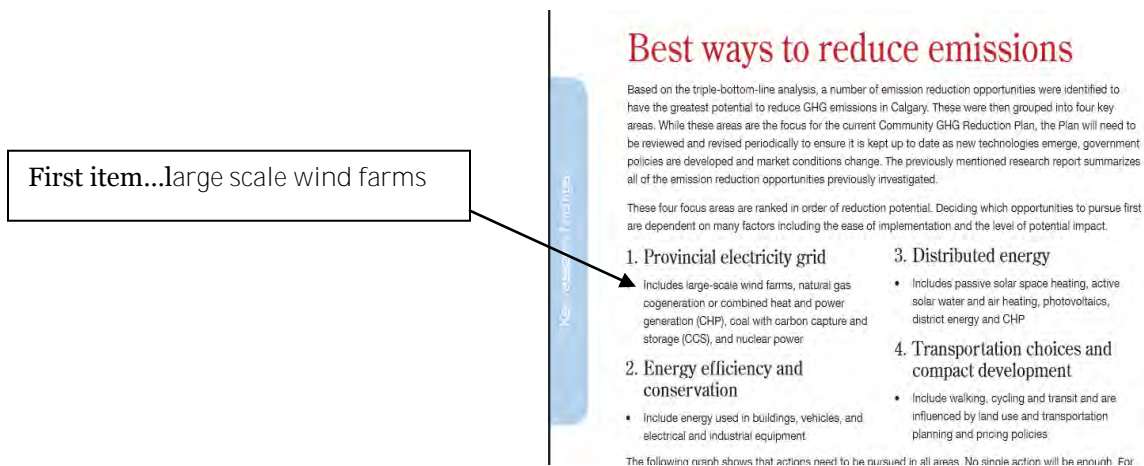 First item...large scale wind farms
Key research findings
Best ways to reduce emissions
Based on the triple-bottom-line analysis, a number of emission reduction opportunities were identified to
have the greatest potential to reduce GHG emissions in Calgary. These were then grouped into four key
areas. While these areas are the focus for the current Community GHG Reduction Plan, the Plan will need to
be reviewed and revised periodically to ensure it is kept up to date as new technologies emerge, government
policies are developed and market conditions change. The previously mentioned research report summarizes
all of the emission reduction opportunities previously investigated.
These four focus areas are ranked in order of reduction potential. Deciding which opportunities to pursue first
are dependent on many factors including the ease of implementation and the level of potential impact.
1. Provincial electricity grid
• Includes large-scale wind farms, natural gas
cogeneration or combined heat and power
generation (CHP), coal with carbon capture and
storage (CCS), and nuclear power
2. Energy efficiency and
conservation
• Include energy used in buildings, vehicles, and
electrical and industrial equipment
3. Distributed energy
• Includes passive solar space heating, active
solar water and air heating, photovoltaics,
district energy and CHP
4. Transportation choices and
compact development
• Include walking, cycling and transit and are
influenced by land use and transportation
planning and pricing policies
The following graph shows that actions need to be pursued in all areas. No single action will be enough. For